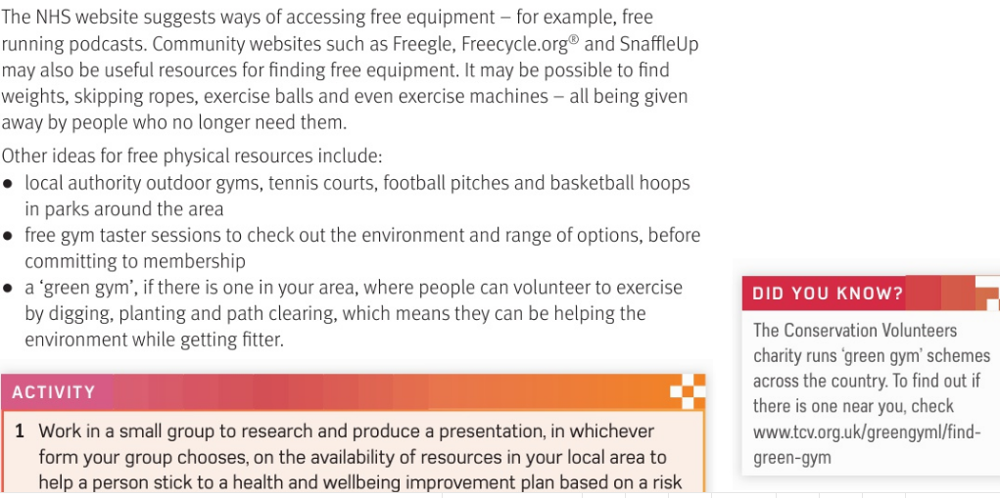 The NHS website suggests ways of accessing free equipment – for example, free
running podcasts. Community websites such as Freegle, Freecycle.org® and SnaffleUp
may also be useful resources for finding free equipment. It may be possible to find
weights, skipping ropes, exercise balls and even exercise machines – all being given
away by people who no longer need them.
Other ideas for free physical resources include:
● local authority outdoor gyms, tennis courts, football pitches and basketball hoops
in parks around the area
● free gym taster sessions to check out the environment and range of options, before
committing to membership
● a ‘green gym’, if there is one in your area, where people can volunteer to exercise
by digging, planting and path clearing, which means they can be helping the
environment while getting fitter.
ACTIVITY
1 Work in a small group to research and produce a presentation, in whichever
form your group chooses, on the availability of resources in your local area to
help a person stick to a health and wellbeing improvement plan based on a risk
DID YOU KNOW?
The Conservation Volunteers
charity runs ‘green gym’ schemes
across the country. To find out if
there is one near you, check
www.tcv.org.uk/greengyml/find-
green-gym